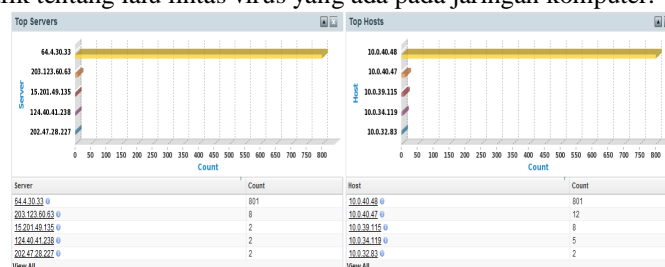 tentang lalu lintas virus yang ada pada jaringan komputer.
Top Servers
64.4.30.33
203.123.60.63
15.201.49.135
124.40.41.238
202.47.28.227
Server
0 50 100 150 200 250 300 350 400 450 500 550 600 650 700 750 800
Count
Server Count
64.4.30.33 801
203.123.60.63 8
15.201.49.135 2
124.40.41.238 2
202.47.28.227 2
View All
Top Hosts
10.0.40.48
10.0.40.47
10.0.39.115
10.0.34.119
10.0.32.83
Host
0 50 100 150 200 250 300 350 400 450 500 550 600 650 700 750 800
Count
Host Count
10.0.40.48 801
10.0.40.47 12
10.0.39.115 8
10.0.34.119 5
10.0.32.83 2
View All